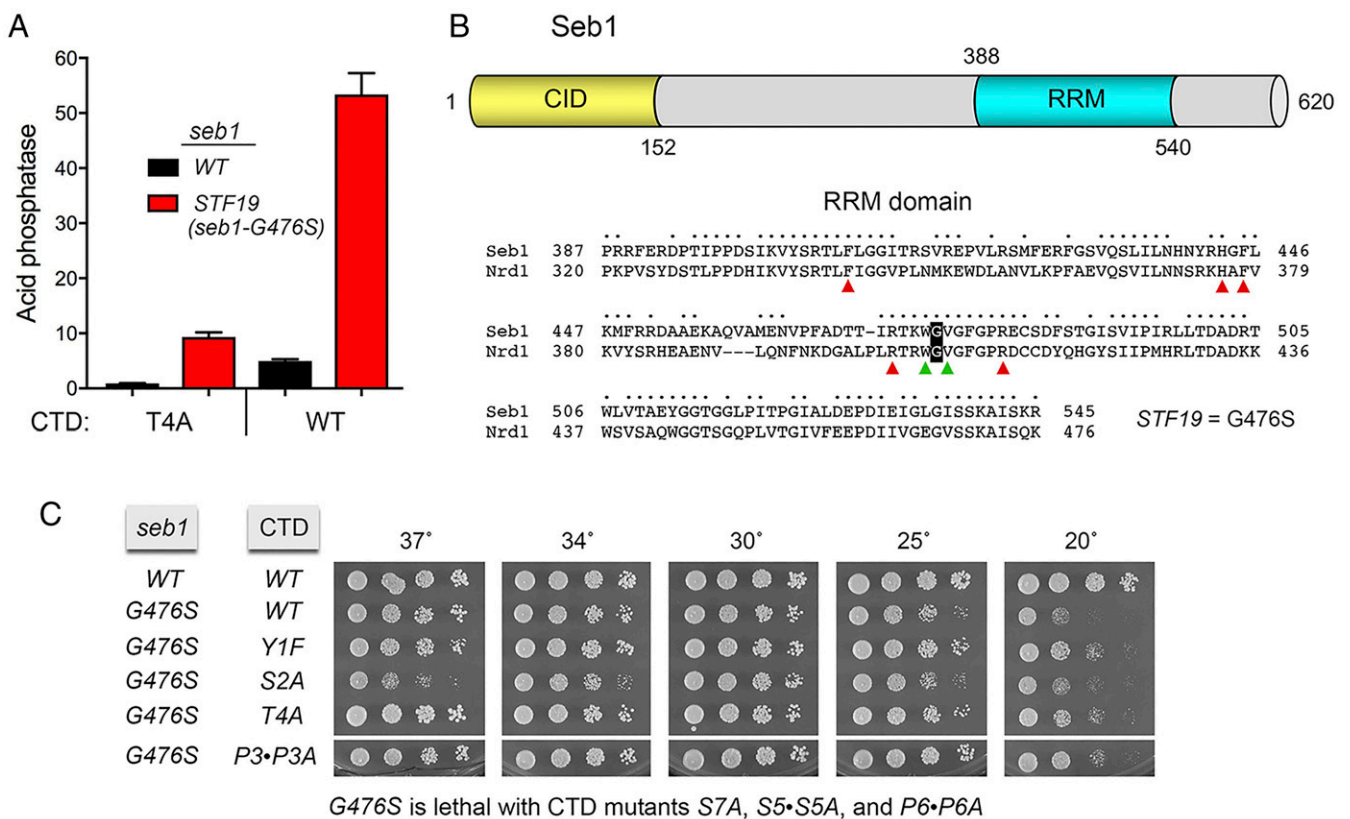 A
60
50
40
30
20
10
0
Acid phosphatase
seb1
WT
STF19
(seb1-G476S)
CTD: T4A WT
B Seb1
388
1 CID RRM 620
152 540
RRM domain
Seb1 387 PRRFERDPTIPPDSIKVYSRTLFLGGITRSVREPVLRSMFERFGSVQSLILNHNYRHGFL 446
Nrd1 320 PKPVSYDSTLPPDHIKVYSRTLFIGGVPLNMKEWDLANVLKPFAEVQSVILNNSRKHAFV 379
Seb1 447 KMFRRDAAEKAQVAMENVPFADTT-IRTKWGVGFGPRECSDFSTGISVIPIRLLTDADRT 505
Nrd1 380 KVYSRHEAENV---LQNFNKDGALPLRTRWGVGFGPRDCCDYQHGYSIIPMHRLTDADKK 436
Seb1 506 WLVTAEYGGTGGLPITPGIALDEPDIEIGLGISSKAISKR 545
Nrd1 437 WSVSAQWGGTSGQPLVTGIVFEEPDIIVGEGVSSKAISQK 476
STF19 = G476S
C
seb1 CTD 37° 34° 30° 25° 20°
WT WT
G476S WT
G476S Y1F
G476S S2A
G476S T4A
G476S P3•P3A
G476S is lethal with CTD mutants S7A, S5•S5A, and P6•P6A